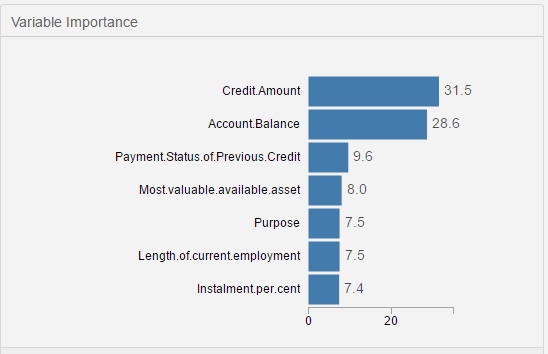 Variable Importance
Credit.Amount 31.5
Account.Balance 28.6
Payment.Status.of.Previous.Credit 9.6
Most.valuable.available.asset 8.0
Purpose 7.5
Length.of.current.employment 7.5
Instalment.per.cent 7.4
0 20